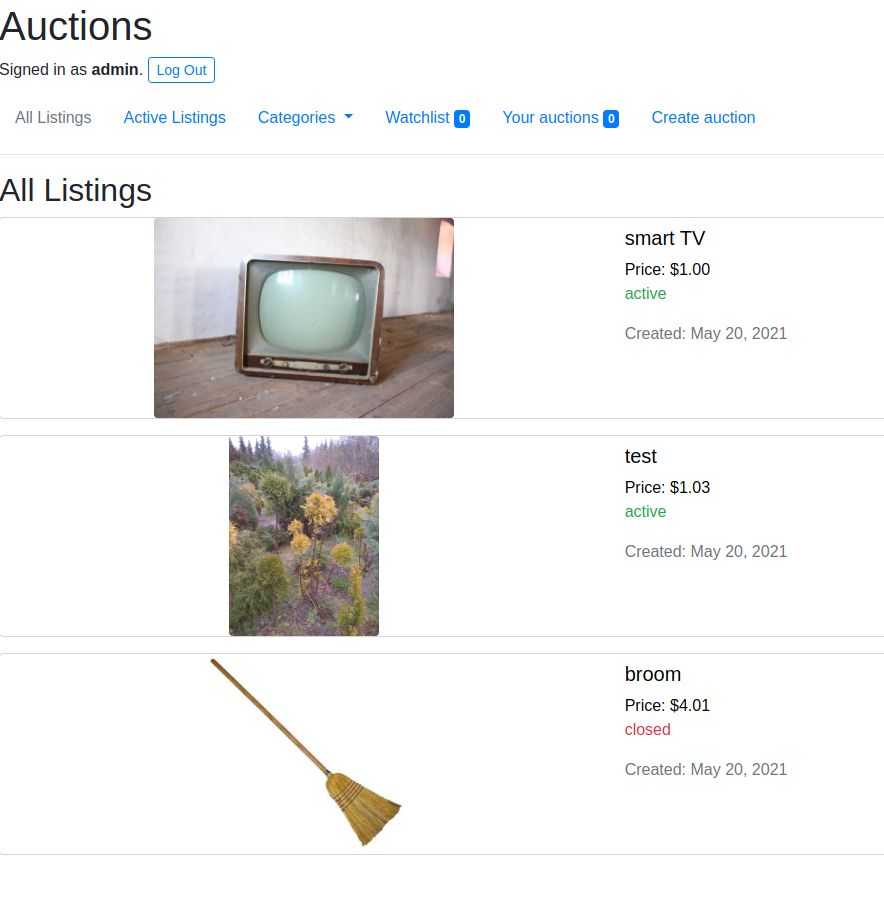 Auctions
Signed in as admin. Log Out
All Listings Active Listings Categories Watchlist 0 Your auctions 0 Create auction
All Listings
smart TV
Price: $1.00
active
Created: May 20, 2021
test
Price: $1.03
active
Created: May 20, 2021
broom
Price: $4.01
closed
Created: May 20, 2021